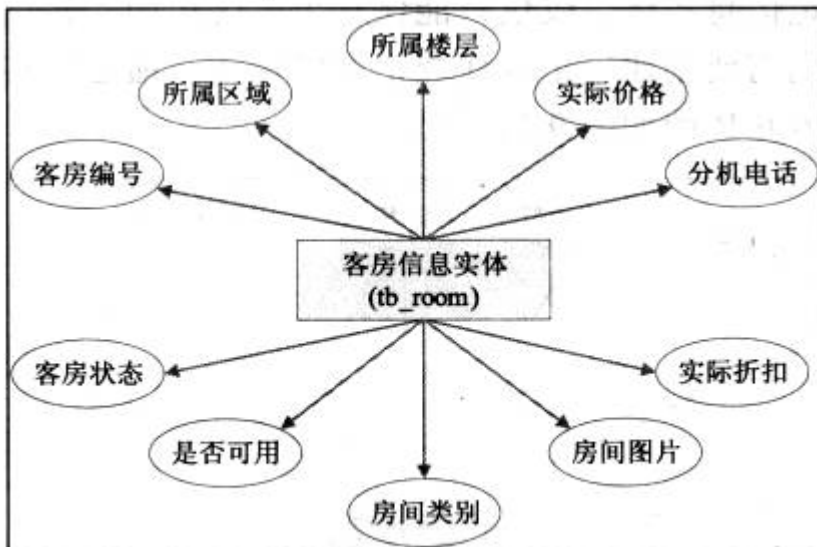 所属楼层
所属区域
实际价格
客房编号
分机电话
客房信息实体
(tb_room)
客房状态
实际折扣
是否可用
房间图片
房间类别